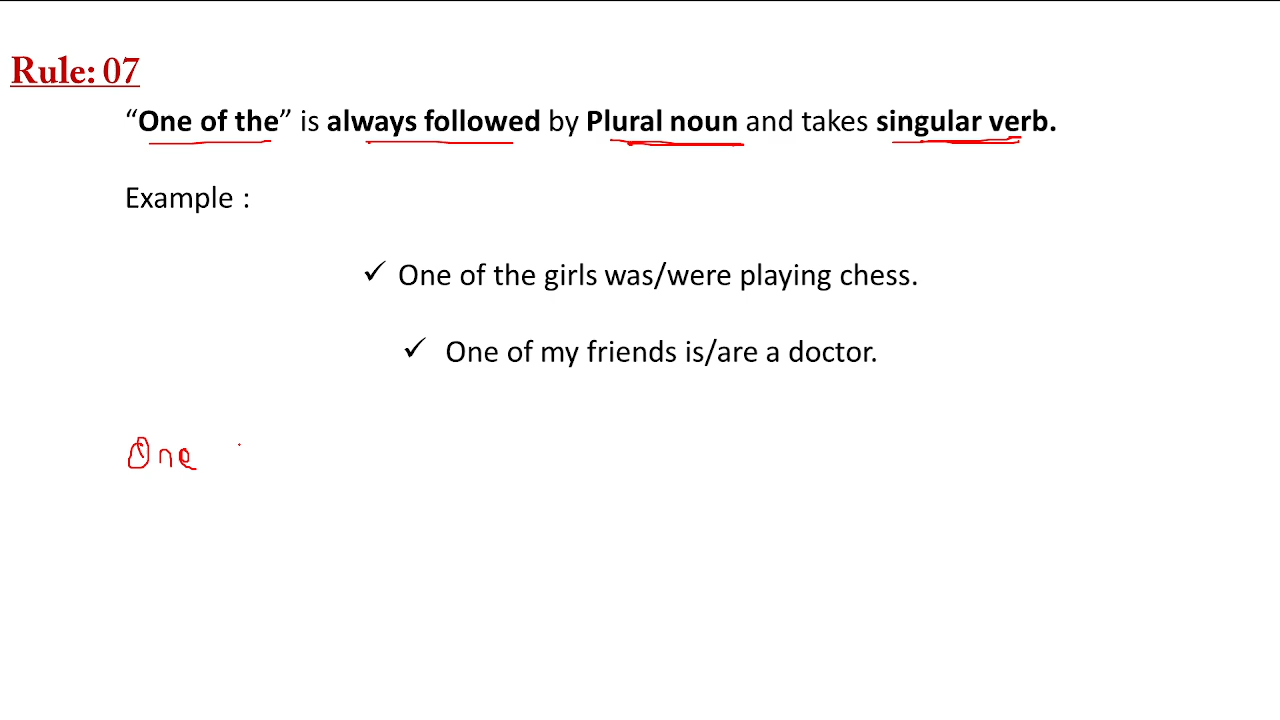 Rule: 07
“One of the” is always followed by Plural noun and takes singular verb.
Example :
✓ One of the girls was/were playing chess.
✓ One of my friends is/are a doctor.
One